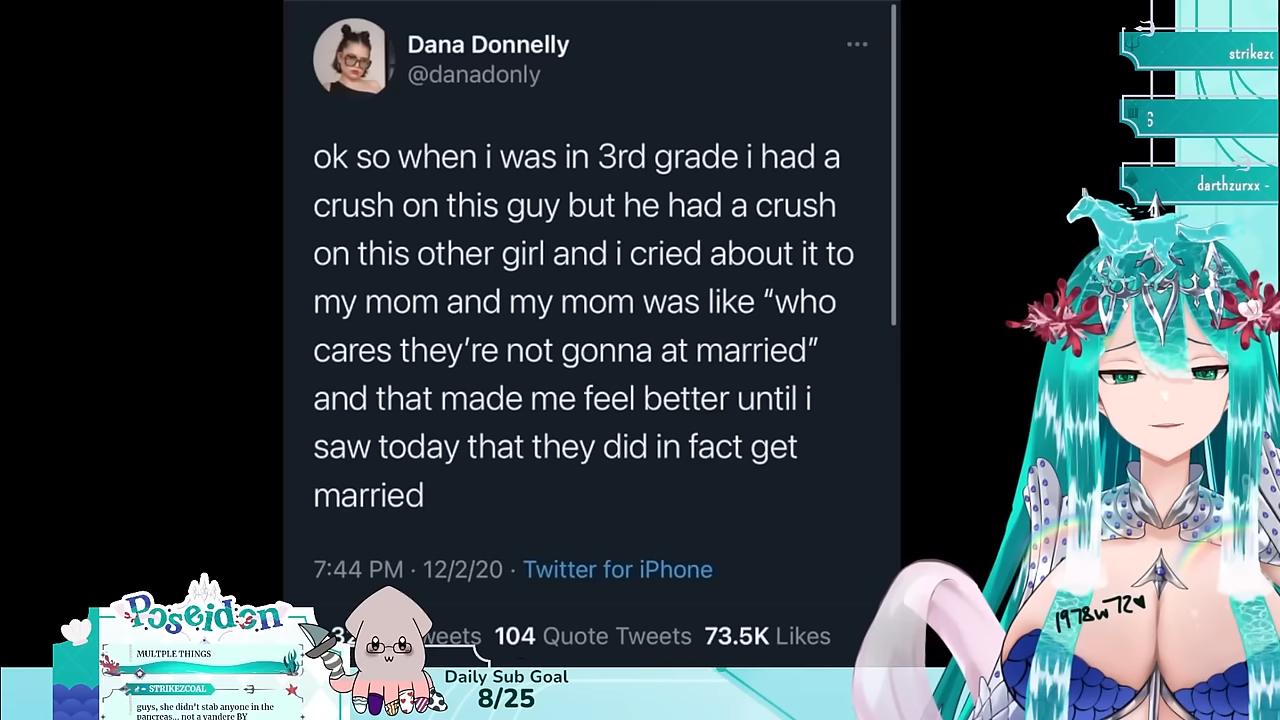 Dana Donnelly
@danadonly
ok so when i was in 3rd grade i had a
crush on this guy but he had a crush
on this other girl and i cried about it to
my mom and my mom was like “who
cares they’re not gonna at married”
and that made me feel better until i
saw today that they did in fact get
married
7:44 PM · 12/2/20 · Twitter for iPhone
104 Quote Tweets 73.5K Likes
strikezo
6
darthzurxx -
1978w72♥
Poseidon
MULTPLE THINGS
STRIKEZCOAL
guys, she didn't stab anyone in the
pancreas... not a yandere BY
Daily Sub Goal
8/25